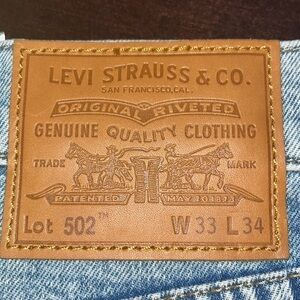 LEVI STRAUSS & CO.
SAN FRANCISCO, CAL.
ORIGINAL RIVETED
GENUINE QUALITY CLOTHING
TRADE MARK
PATENTED MAY 20 1873
Lot 502™ W 33 L 34